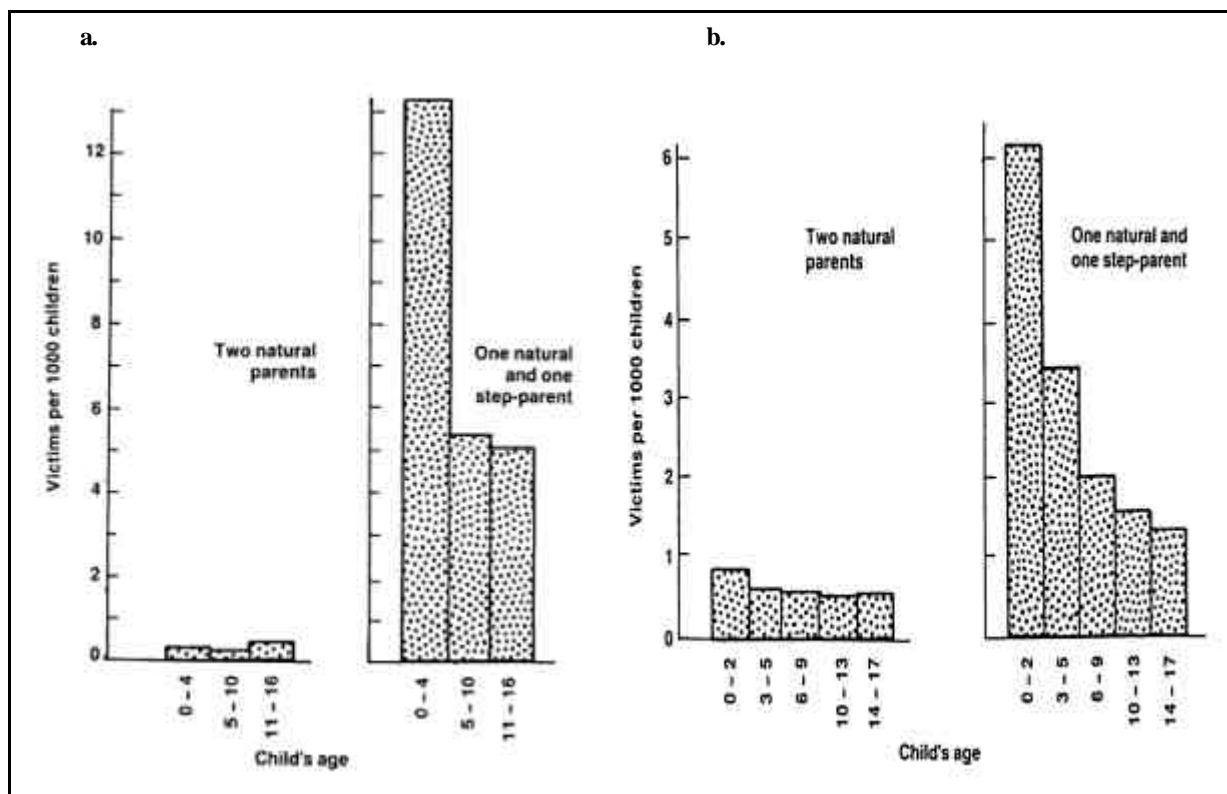 a.
Victims per 1000 children
12
10
8
6
4
2
0
Two natural
parents
One natural
and one
step-parent
0 – 4
5 – 10
11 – 16
0 – 4
5 – 10
11 – 16
Child's age
b.
Victims per 1000 children
6
5
4
3
2
1
0
Two natural
parents
One natural and
one step-parent
0 – 2
3 – 5
6 – 9
10 – 13
14 – 17
0 – 2
3 – 5
6 – 9
10 – 13
14 – 17
Child's age